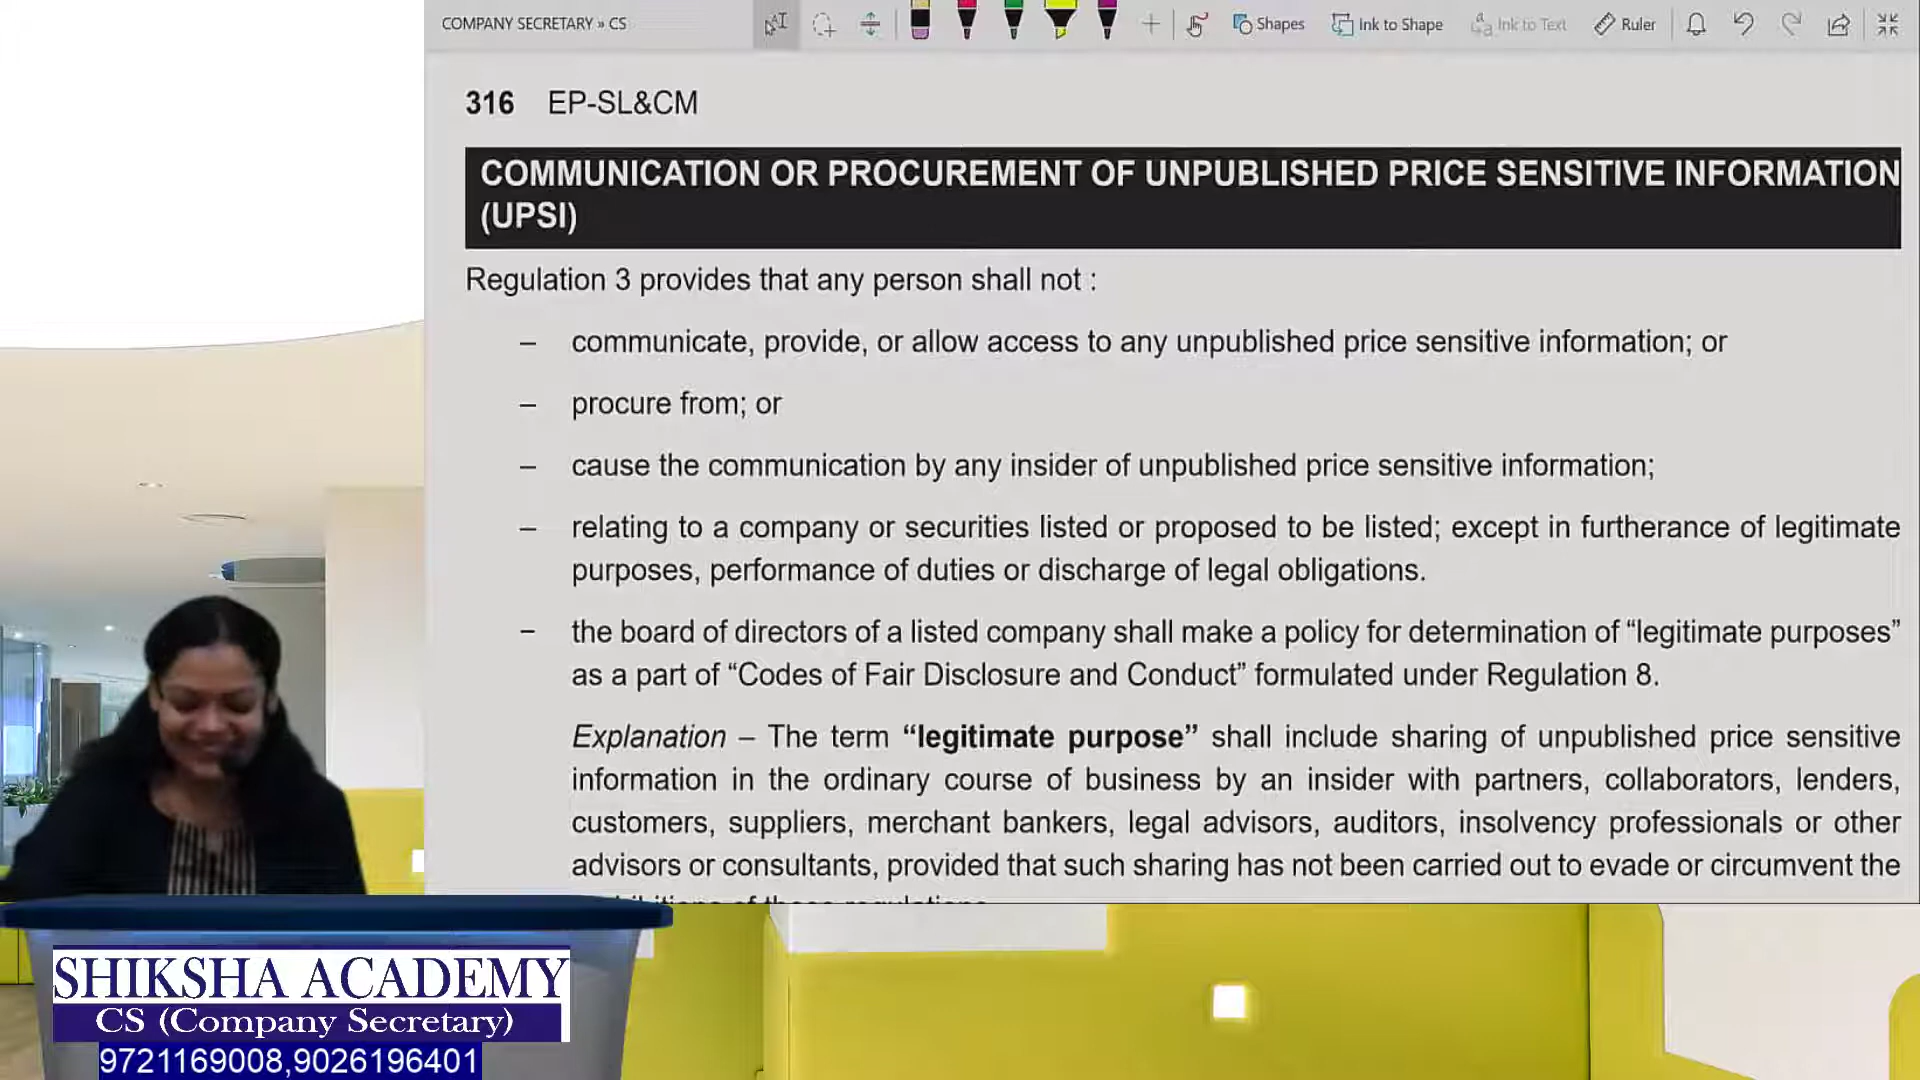 COMPANY SECRETARY » CS
Shapes
Ink to Shape
Ink to Text
Ruler
316 EP-SL&CM
COMMUNICATION OR PROCUREMENT OF UNPUBLISHED PRICE SENSITIVE INFORMATION
(UPSI)
Regulation 3 provides that any person shall not :
– communicate, provide, or allow access to any unpublished price sensitive information; or
– procure from; or
– cause the communication by any insider of unpublished price sensitive information;
– relating to a company or securities listed or proposed to be listed; except in furtherance of legitimate
purposes, performance of duties or discharge of legal obligations.
– the board of directors of a listed company shall make a policy for determination of “legitimate purposes”
as a part of “Codes of Fair Disclosure and Conduct” formulated under Regulation 8.
Explanation – The term “legitimate purpose” shall include sharing of unpublished price sensitive
information in the ordinary course of business by an insider with partners, collaborators, lenders,
customers, suppliers, merchant bankers, legal advisors, auditors, insolvency professionals or other
advisors or consultants, provided that such sharing has not been carried out to evade or circumvent the
of these regulations
SHIKSHA ACADEMY
CS (Company Secretary)
9721169008,9026196401